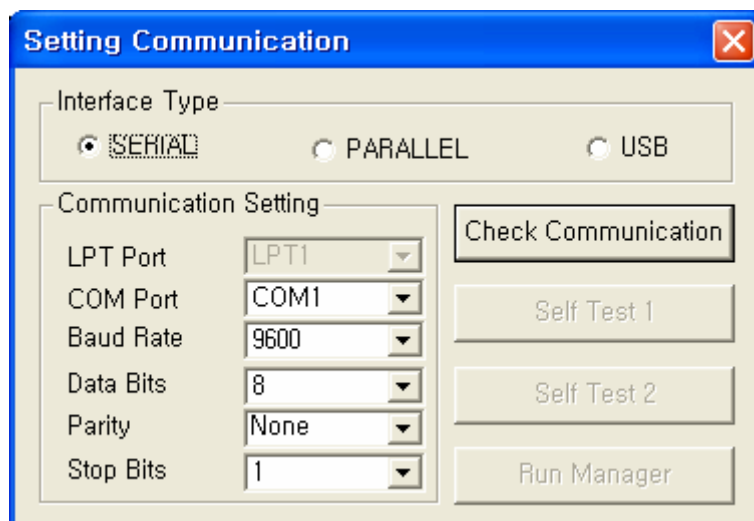 Setting Communication
Interface Type
SERIAL PARALLEL USB
Communication Setting
LPT Port LPT1
COM Port COM1
Baud Rate 9600
Data Bits 8
Parity None
Stop Bits 1
Check Communication
Self Test 1
Self Test 2
Run Manager